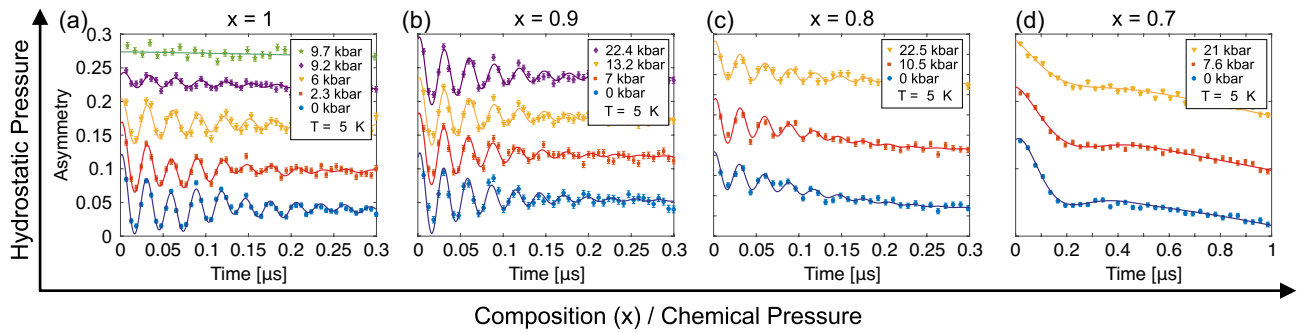 (a) x = 1
(b) x = 0.9
(c) x = 0.8
(d) x = 0.7
Hydrostatic Pressure
Asymmetry
0.3
0.25
0.2
0.15
0.1
0.05
0
9.7 kbar
9.2 kbar
6 kbar
2.3 kbar
0 kbar
T = 5 K
22.4 kbar
13.2 kbar
7 kbar
0 kbar
T = 5 K
22.5 kbar
10.5 kbar
0 kbar
T = 5 K
21 kbar
7.6 kbar
0 kbar
T = 5 K
0 0.05 0.1 0.15 0.2 0.25 0.3
0 0.05 0.1 0.15 0.2 0.25 0.3
0 0.05 0.1 0.15 0.2 0.25 0.3
0 0.2 0.4 0.6 0.8 1
Time [µs]
Time [µs]
Time [µs]
Time [µs]
Composition (x) / Chemical Pressure